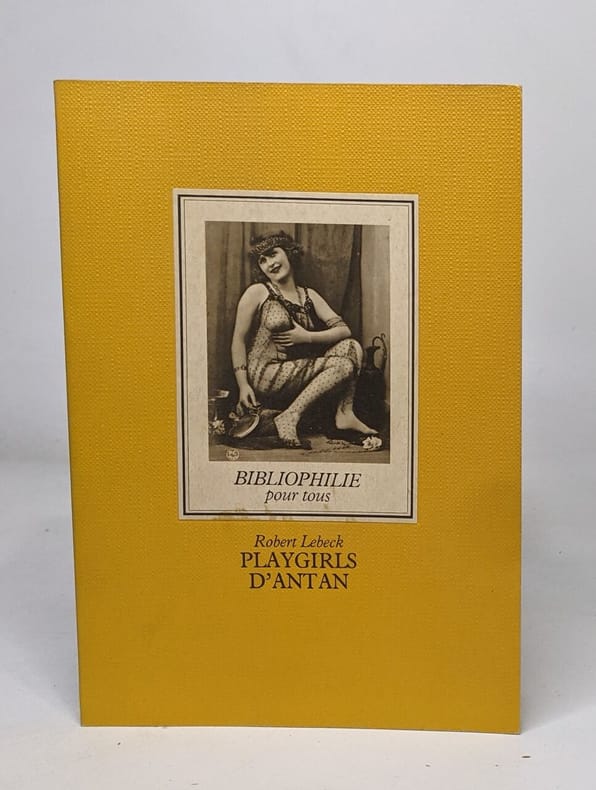 BIBLIOPHILIE
pour tous
Robert Lebeck
PLAYGIRLS
D'ANTAN